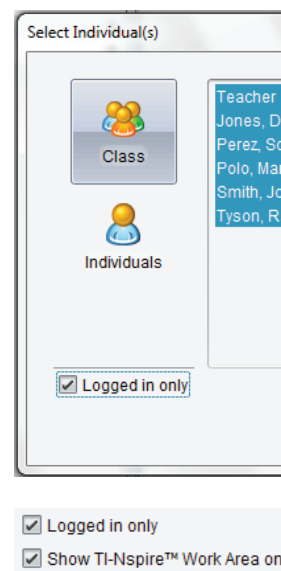 Select Individual(s)
Class
Individuals
Teacher
Jones, D
Perez, So
Polo, Mar
Smith, Jo
Tyson, R
Logged in only
Logged in only
Show TI-Nspire™ Work Area on